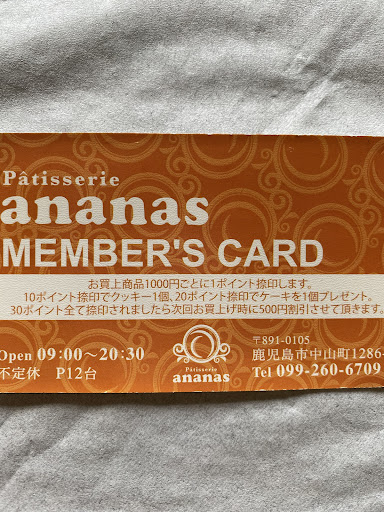 Pâtisserie
ananas
MEMBER'S CARD
お買上商品1000円ごとに1ポイント捺印します。
10ポイント捺印でクッキー1個、20ポイント捺印でケーキを1個プレゼント。
30ポイント全て捺印されましたら次回お買上げ時に500円割引させて頂きます。
Open 09:00〜20:30
不定休 P12台
Pâtisserie
ananas
〒891-0105
鹿児島市中山町1286-
Tel 099-260-6709